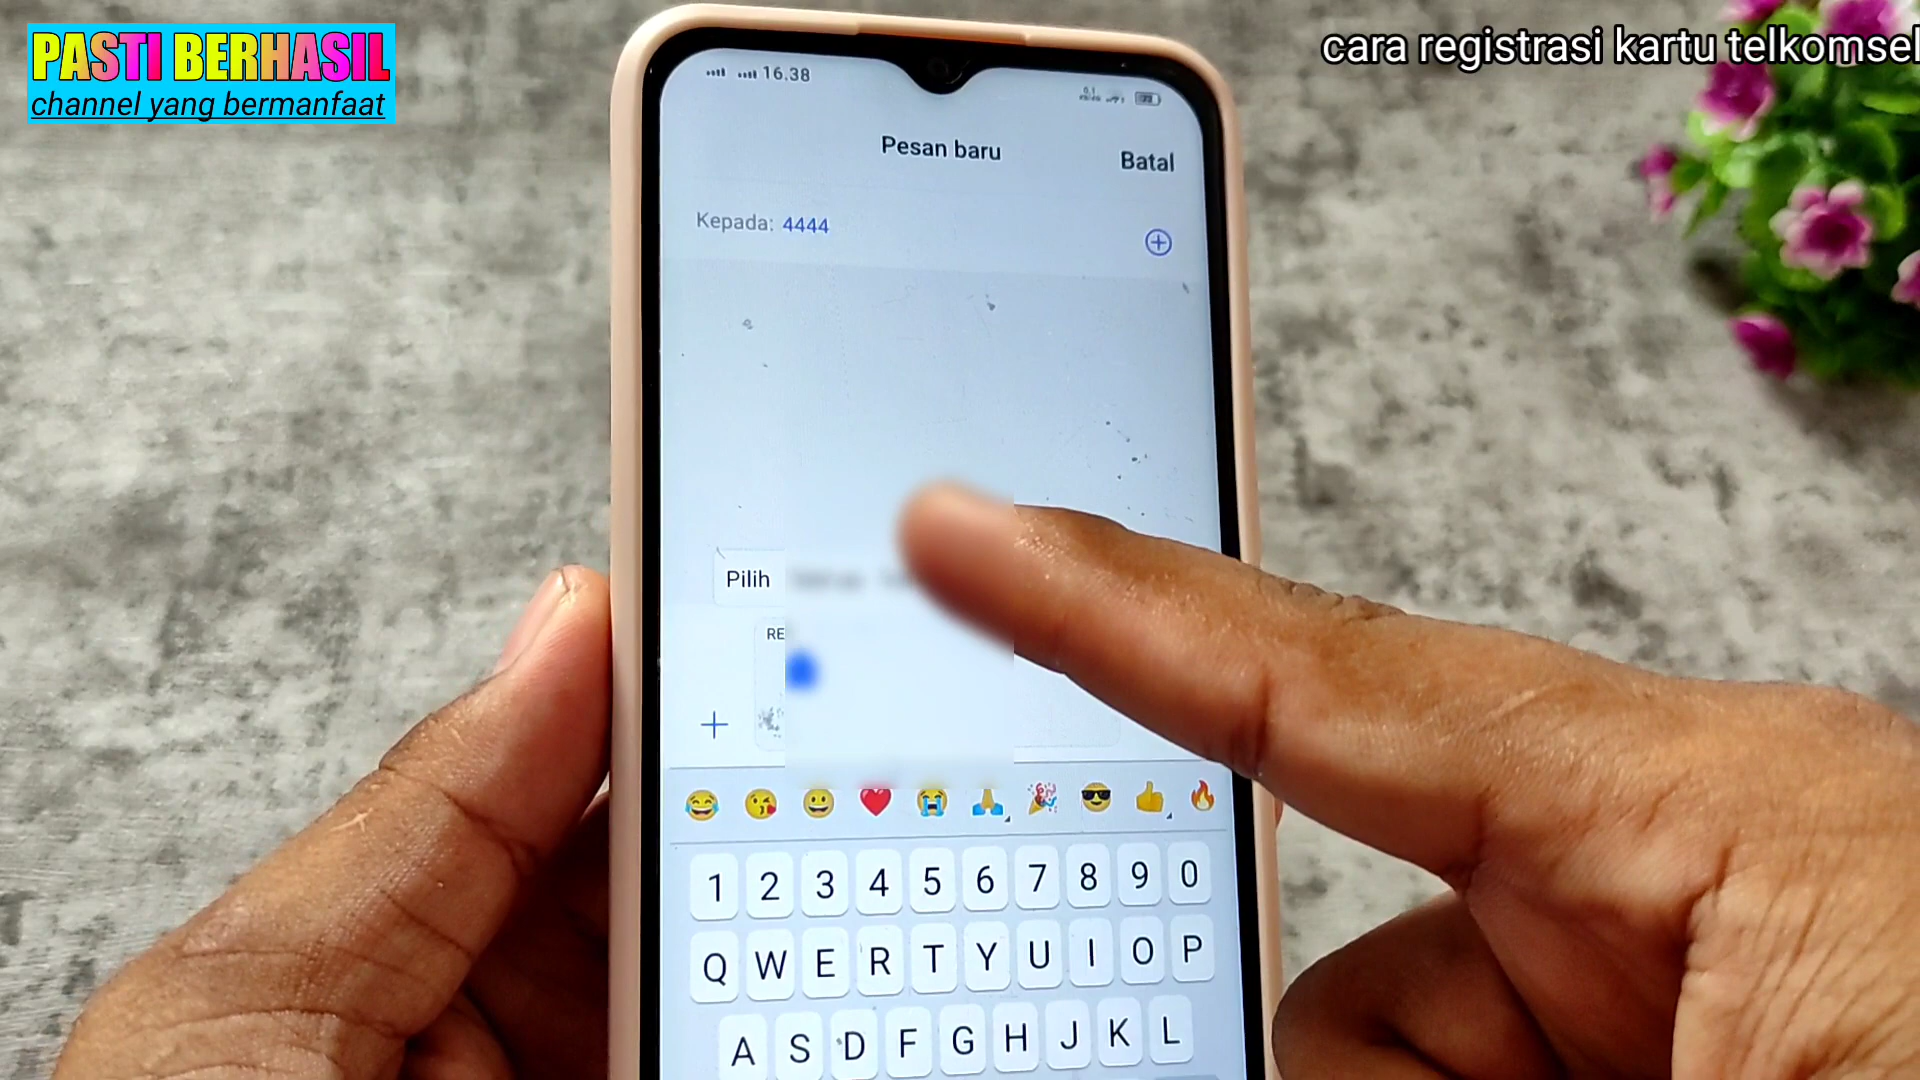 PASTI BERHASIL
channel yang bermanfaat
cara registrasi kartu telkomsel
16.38
Pesan baru
Batal
Kepada: 4444
Pilih
RE
1 2 3 4 5 6 7 8 9 0
Q W E R T Y U I O P
A S D F G H J K L